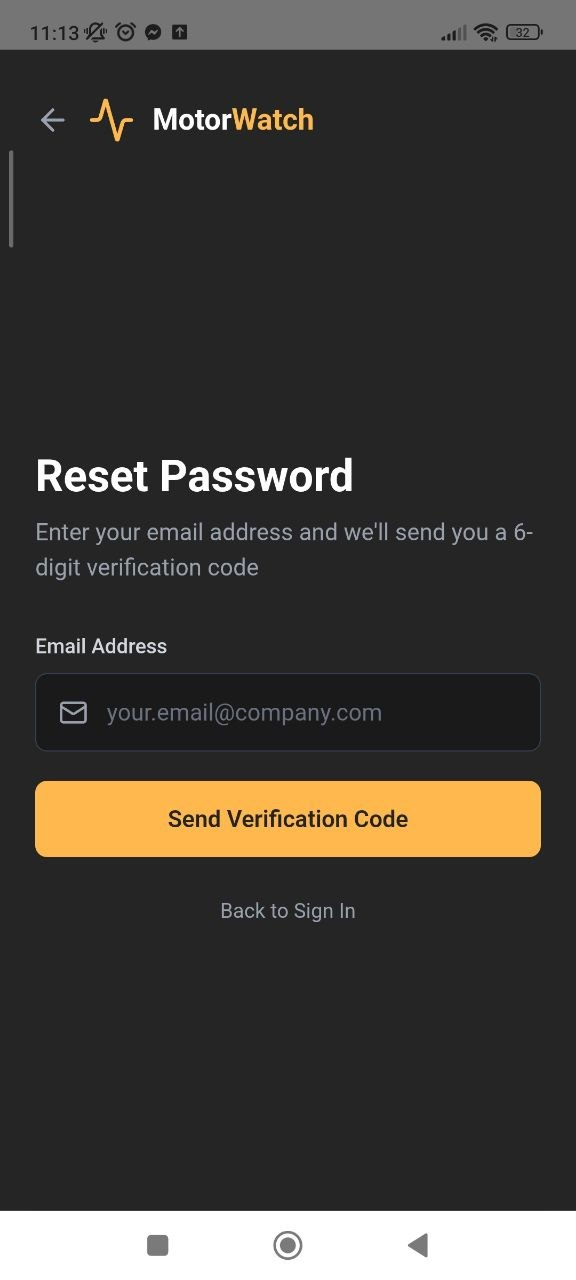 11:13
32
MotorWatch
Reset Password
Enter your email address and we'll send you a 6-
digit verification code
Email Address
your.email@company.com
Send Verification Code
Back to Sign In